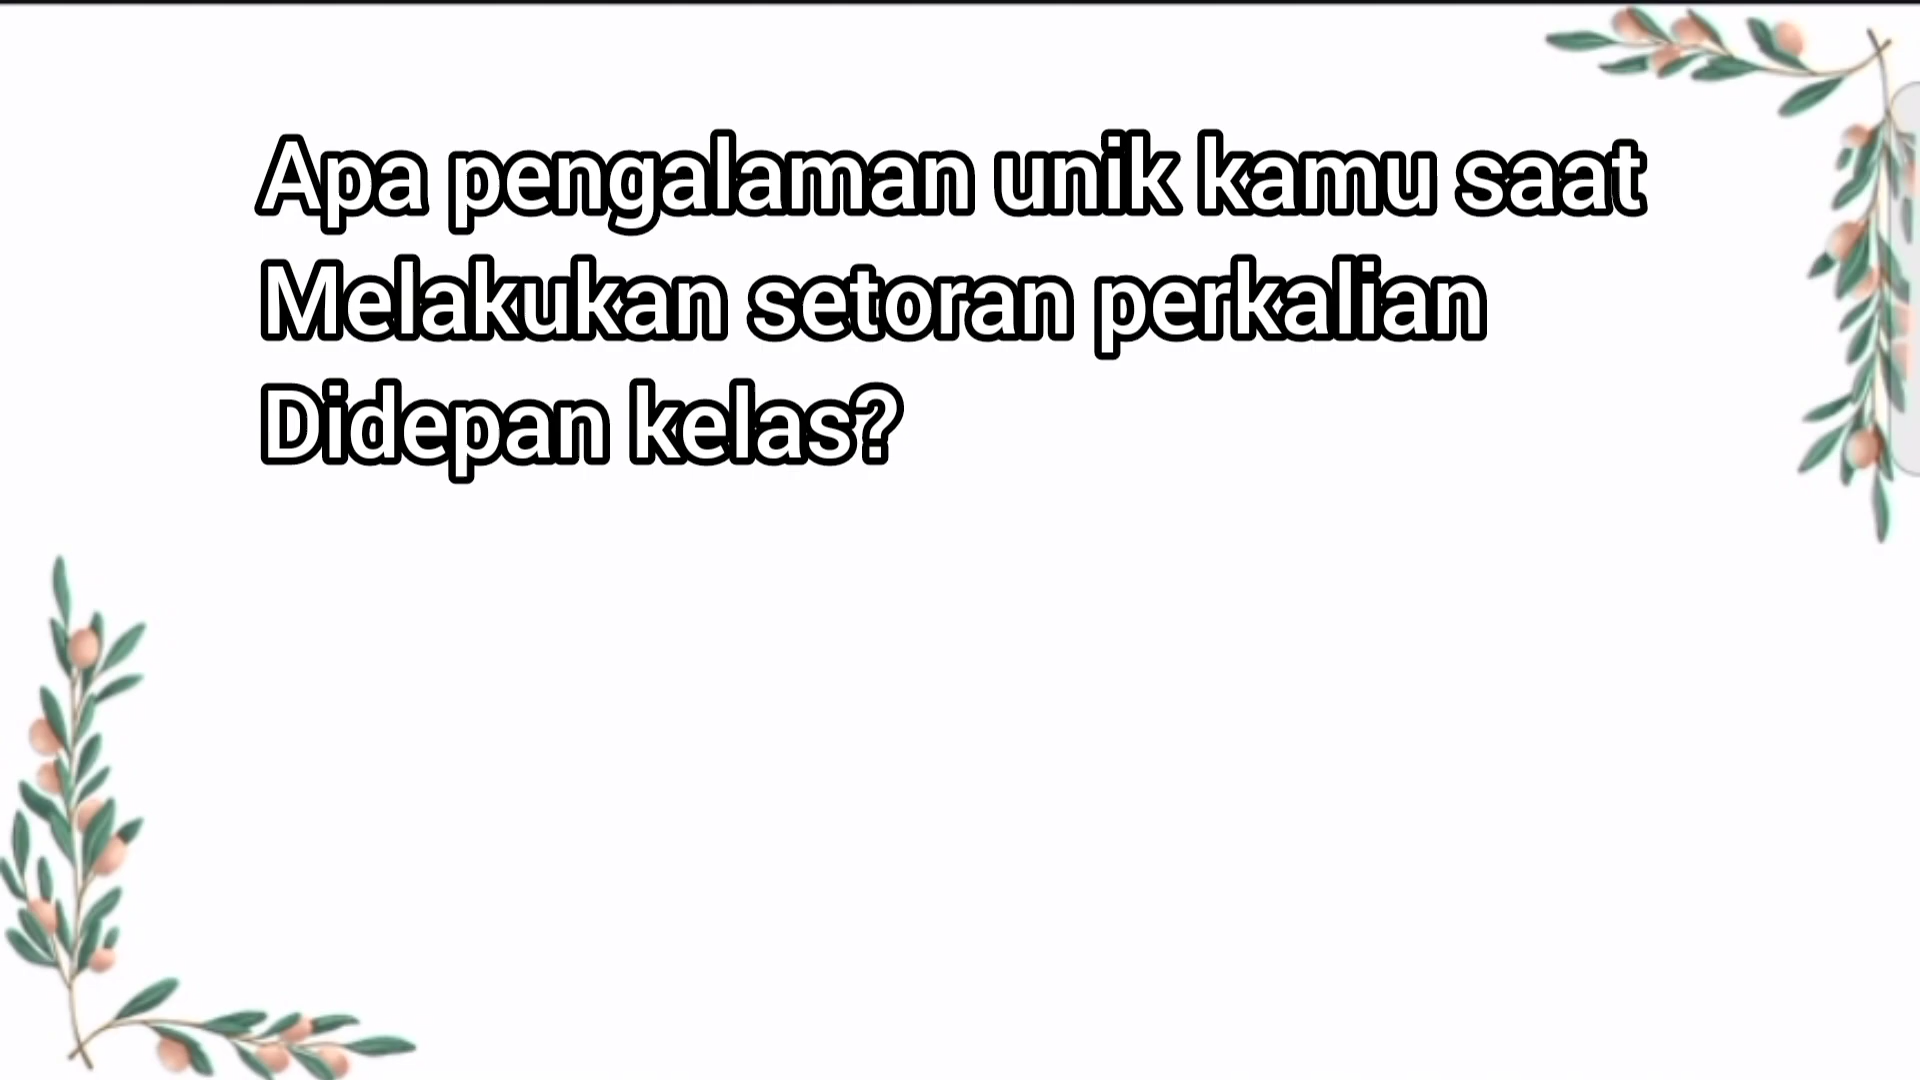 Apa pengalaman unik kamu saat
Melakukan setoran perkalian
Didepan kelas?